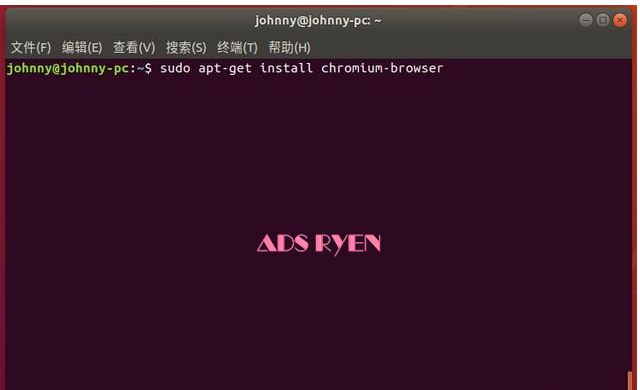 johnny@johnny-pc: ~
文件(F) 编辑(E) 查看(V) 搜索(S) 终端(T) 帮助(H)
johnny@johnny-pc:~$ sudo apt-get install chromium-browser
ADS RYEN